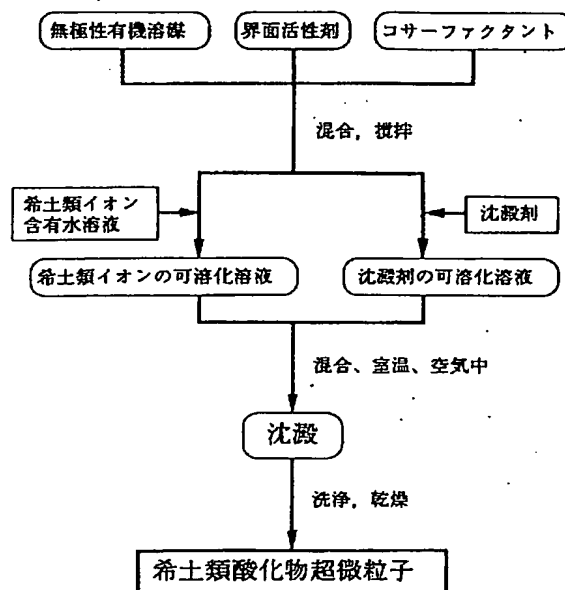 無極性有機溶媒
界面活性剤
コサーファクタント
混合，撹拌
希土類イオン
含有水溶液
沈澱剤
希土類イオンの可溶化溶液
沈澱剤の可溶化溶液
混合、室温、空気中
沈澱
洗浄，乾燥
希土類酸化物超微粒子